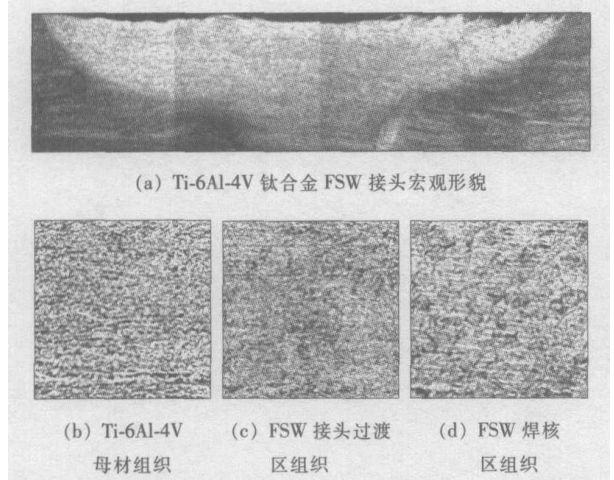 (a) Ti-6Al-4V 钛合金 FSW 接头宏观形貌
(b) Ti-6Al-4V
母材组织
(c) FSW 接头过渡
区组织
(d) FSW 焊核
区组织